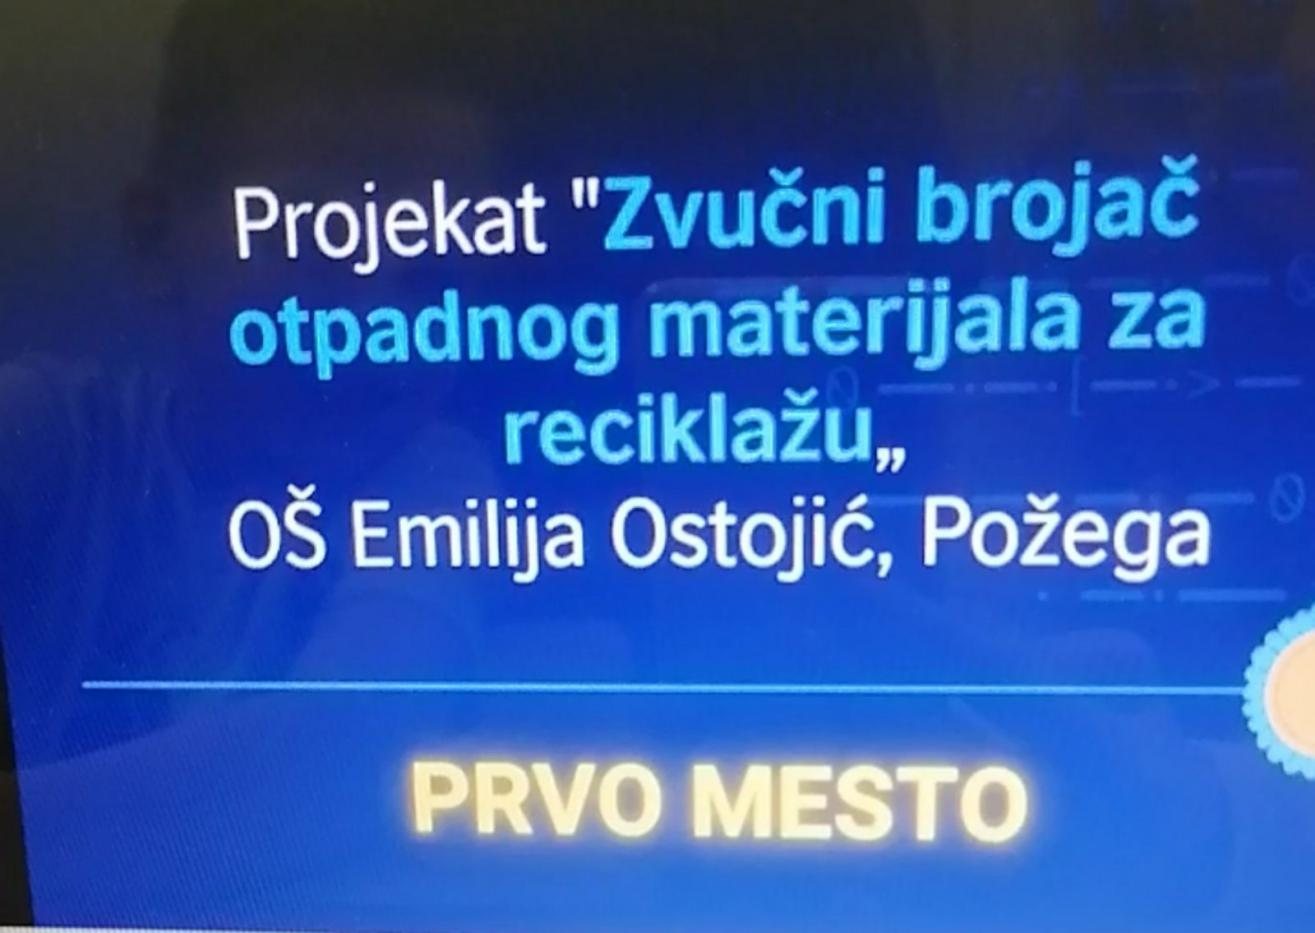 Projekat "Zvučni brojač
otpadnog materijala za
reciklažu„
OŠ Emilija Ostojić, Požega
PRVO MESTO